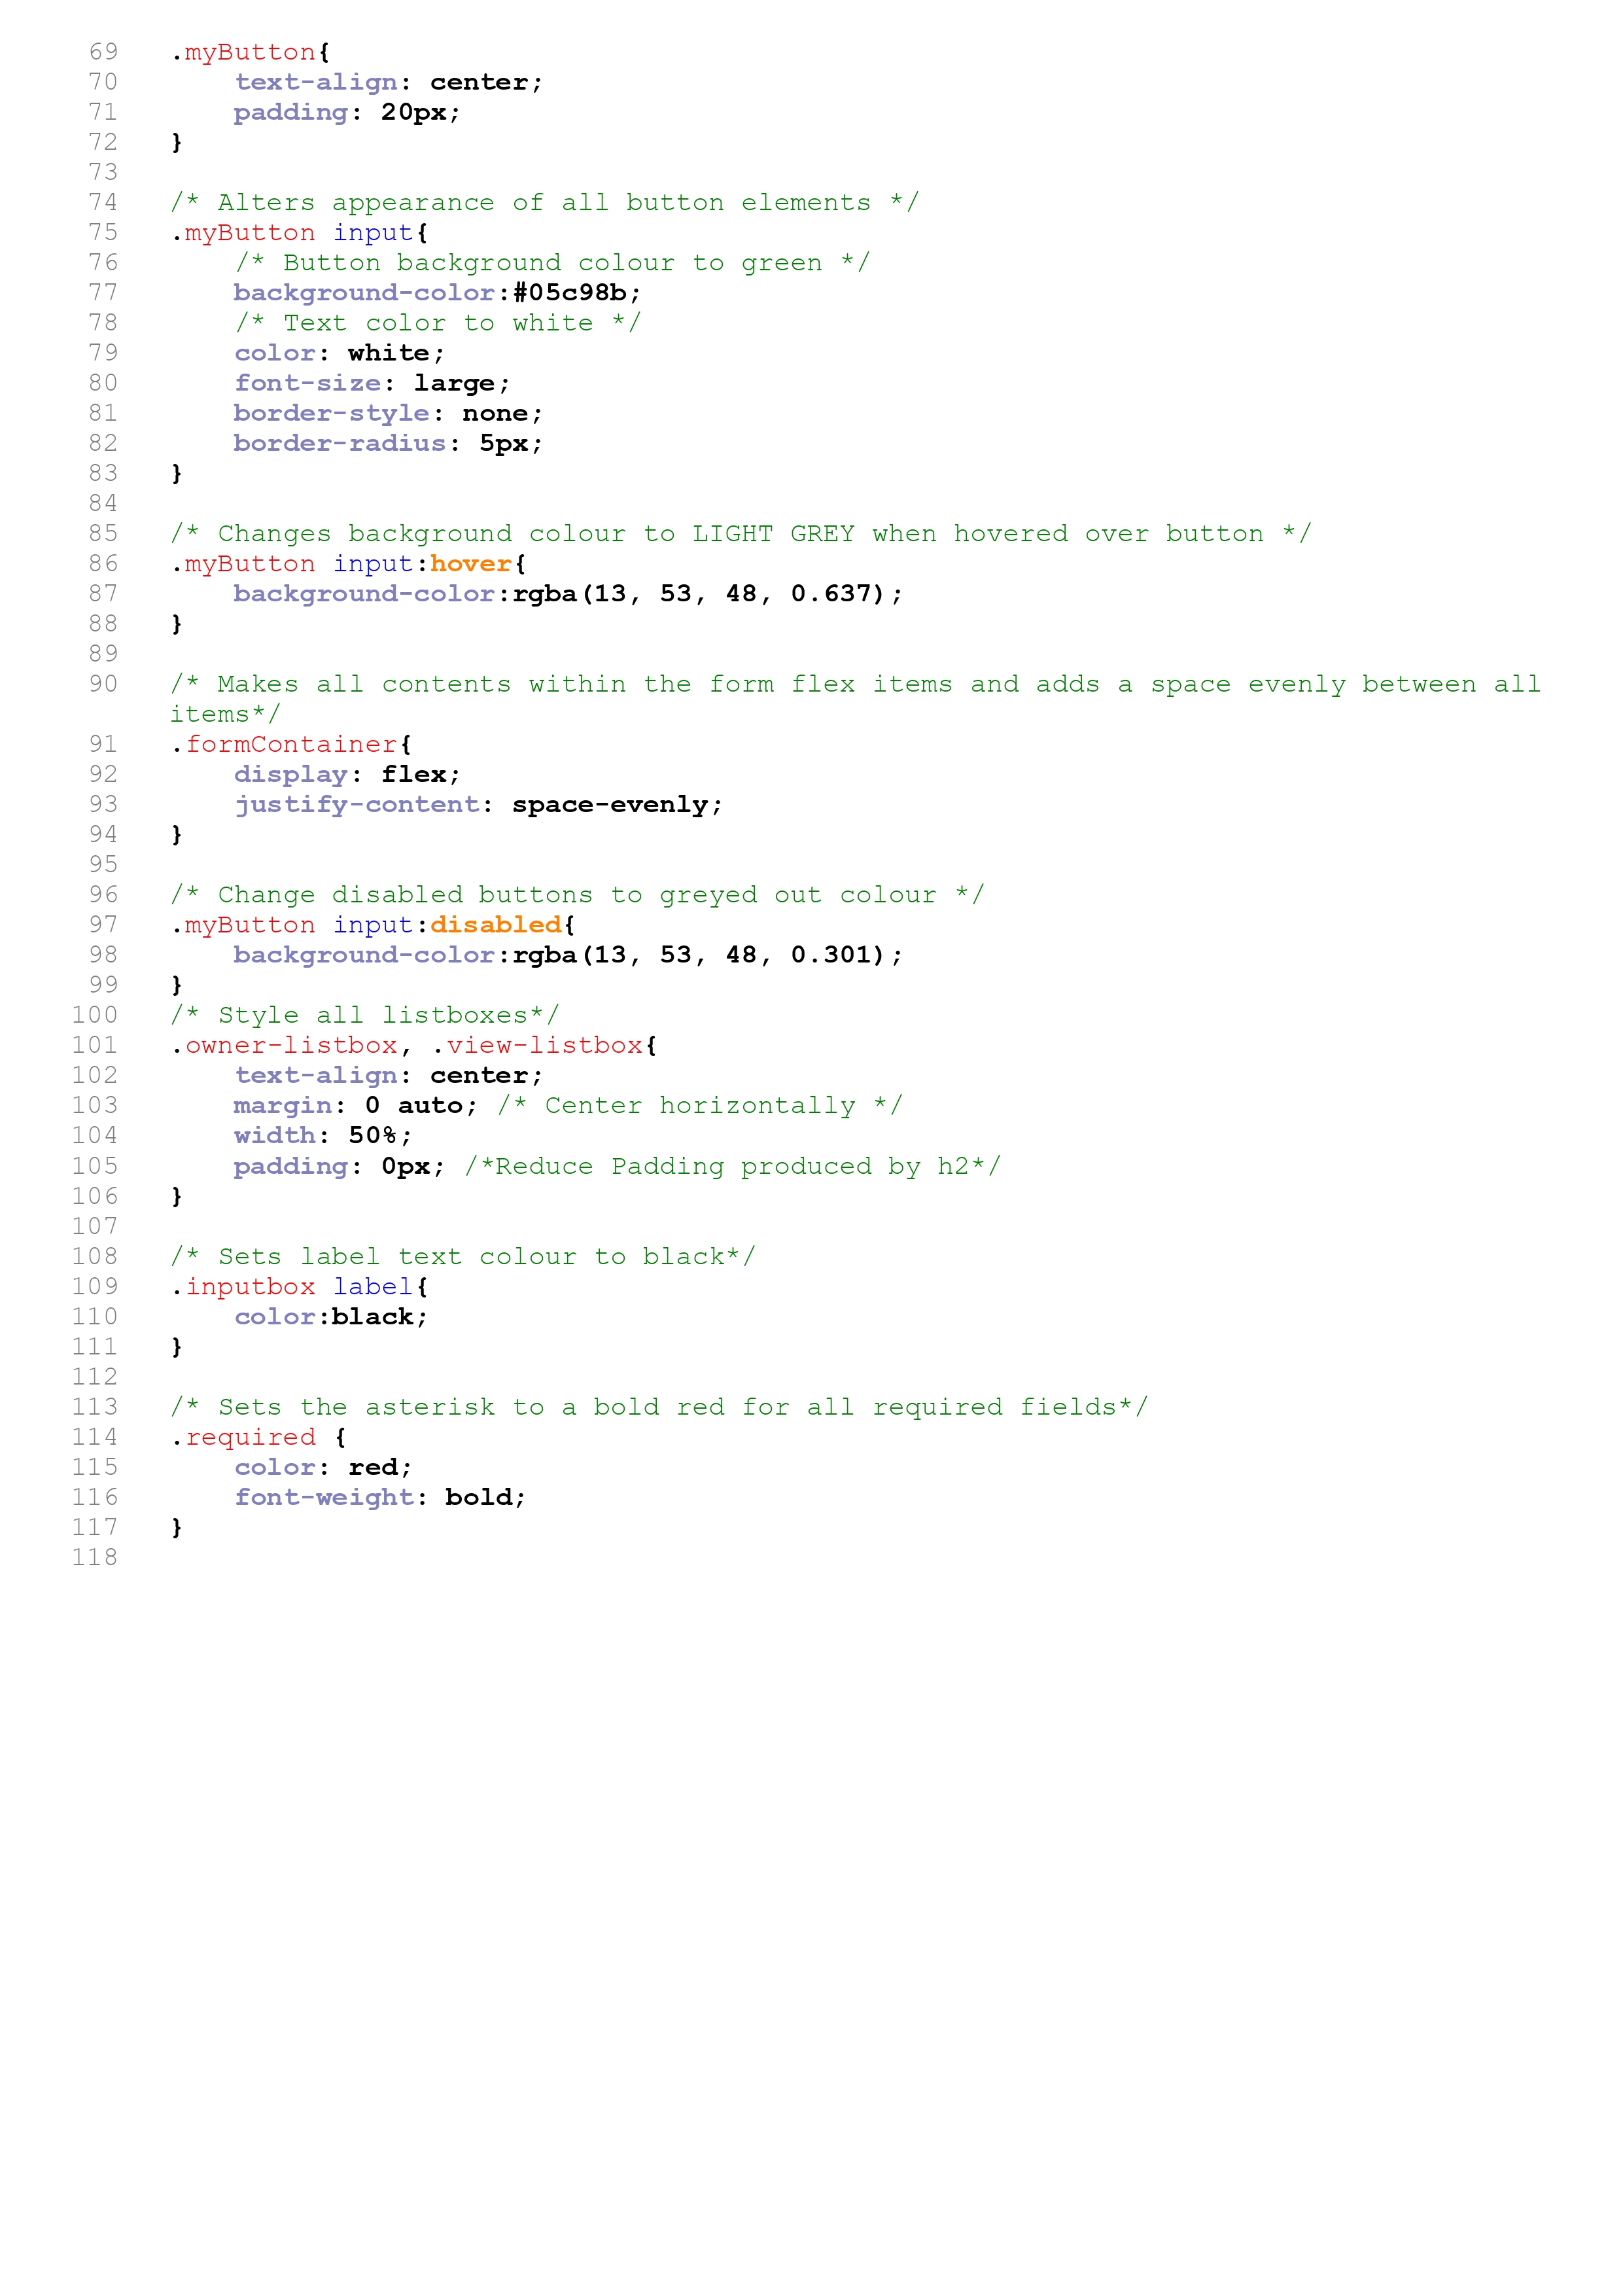 69 .myButton{
70     text-align: center;
71     padding: 20px;
72 }
73
74 /* Alters appearance of all button elements */
75 .myButton input{
76     /* Button background colour to green */
77     background-color:#05c98b;
78     /* Text color to white */
79     color: white;
80     font-size: large;
81     border-style: none;
82     border-radius: 5px;
83 }
84
85 /* Changes background colour to LIGHT GREY when hovered over button */
86 .myButton input:hover{
87     background-color:rgba(13, 53, 48, 0.637);
88 }
89
90 /* Makes all contents within the form flex items and adds a space evenly between all
items*/
91 .formContainer{
92     display: flex;
93     justify-content: space-evenly;
94 }
95
96 /* Change disabled buttons to greyed out colour */
97 .myButton input:disabled{
98     background-color:rgba(13, 53, 48, 0.301);
99 }
100 /* Style all listboxes*/
101 .owner-listbox, .view-listbox{
102     text-align: center;
103     margin: 0 auto; /* Center horizontally */
104     width: 50%;
105     padding: 0px; /*Reduce Padding produced by h2*/
106 }
107
108 /* Sets label text colour to black*/
109 .inputbox label{
110     color:black;
111 }
112
113 /* Sets the asterisk to a bold red for all required fields*/
114 .required {
115     color: red;
116     font-weight: bold;
117 }
118